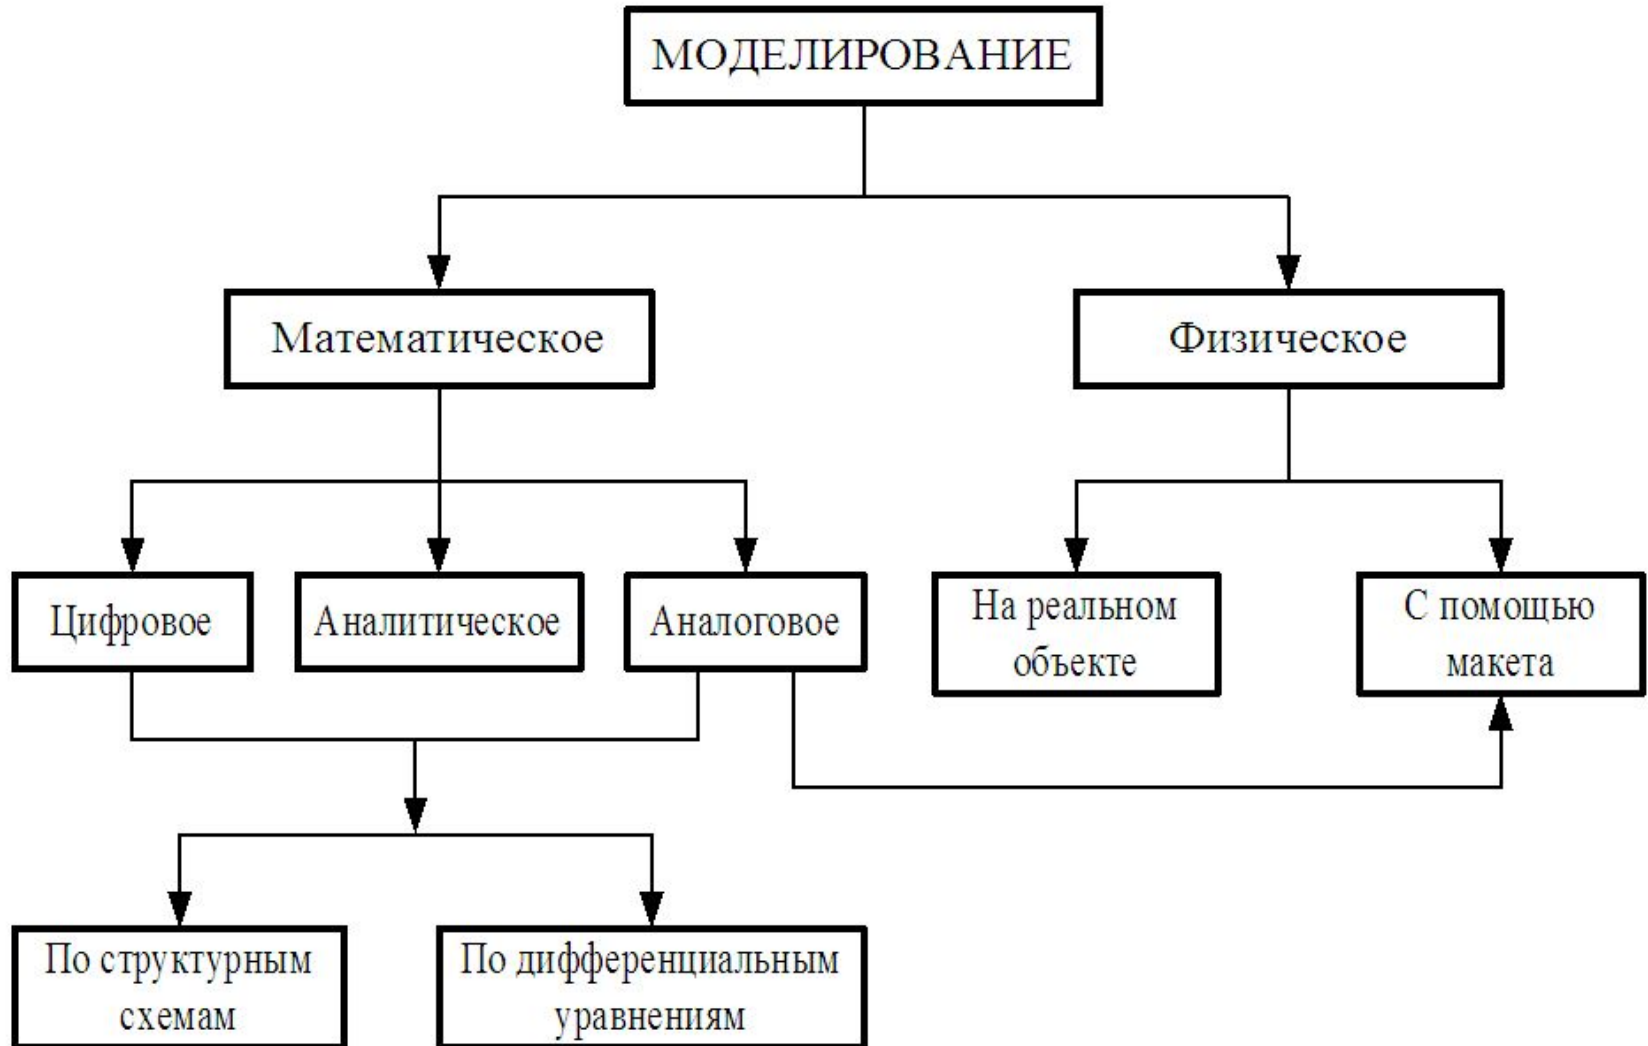 МОДЕЛИРОВАНИЕ
Математическое
Физическое
Цифровое
Аналитическое
Аналоговое
На реальном
объекте
С помощью
макета
По структурным
схемам
По дифференциальным
уравнениям